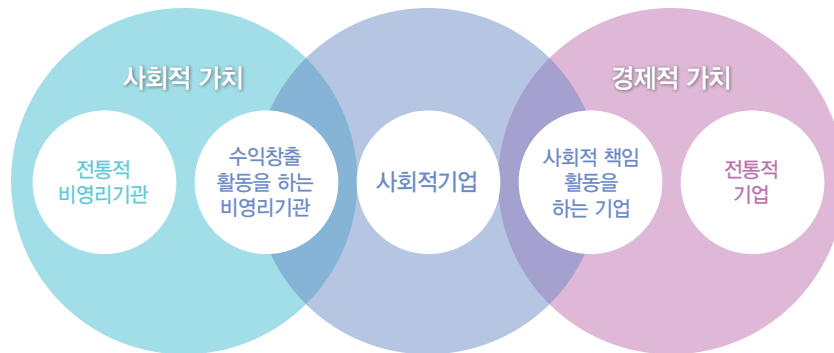 사회적 가치
경제적 가치
전통적
비영리기관
수익창출
활동을 하는
비영리기관
사회적기업
사회적 책임
활동을
하는 기업
전통적
기업